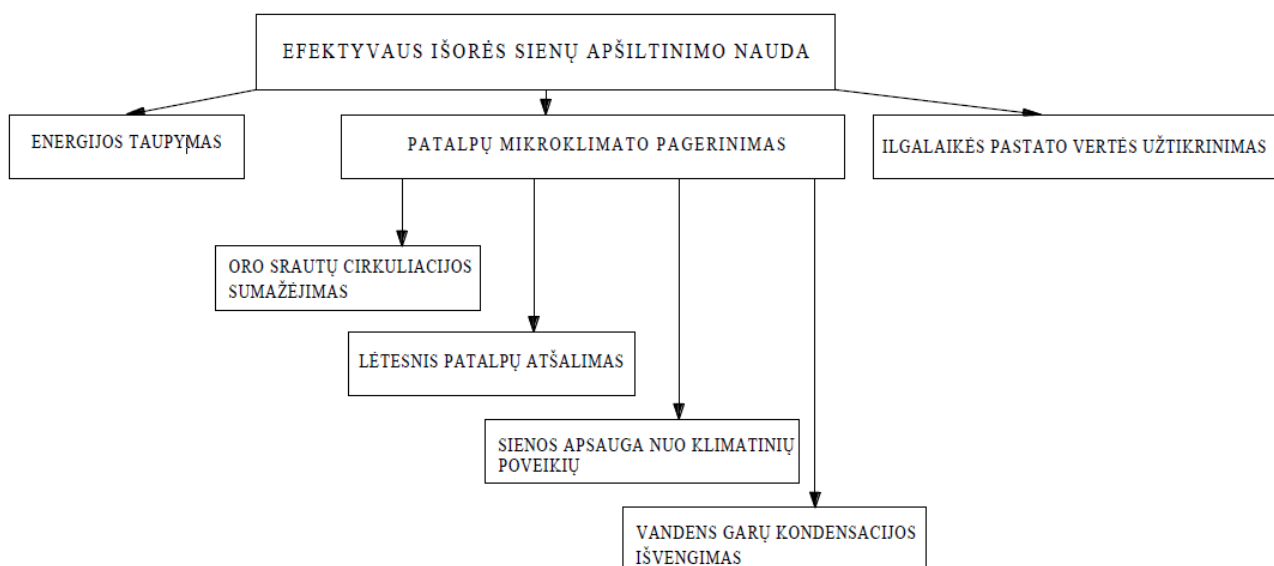 EFEKTYVAUS IŠORĖS SIENŲ APŠILTINIMO NAUDA
ENERGIJOS TAUPYMAS
PATALPŲ MIKROKLIMATO PAGERINIMAS
ILGALAIKĖS PASTATO VERTĖS UŽTIKRINIMAS
ORO SRAUTŲ CIRKULIACIJOS
SUMAŽĖJIMAS
LĖTESNIS PATALPŲ ATŠALIMAS
SIENOS APSAUGA NUO KLIMATINIŲ
POVEIKIŲ
VANDENS GARŲ KONDENSACIJOS
IŠVENGIMAS